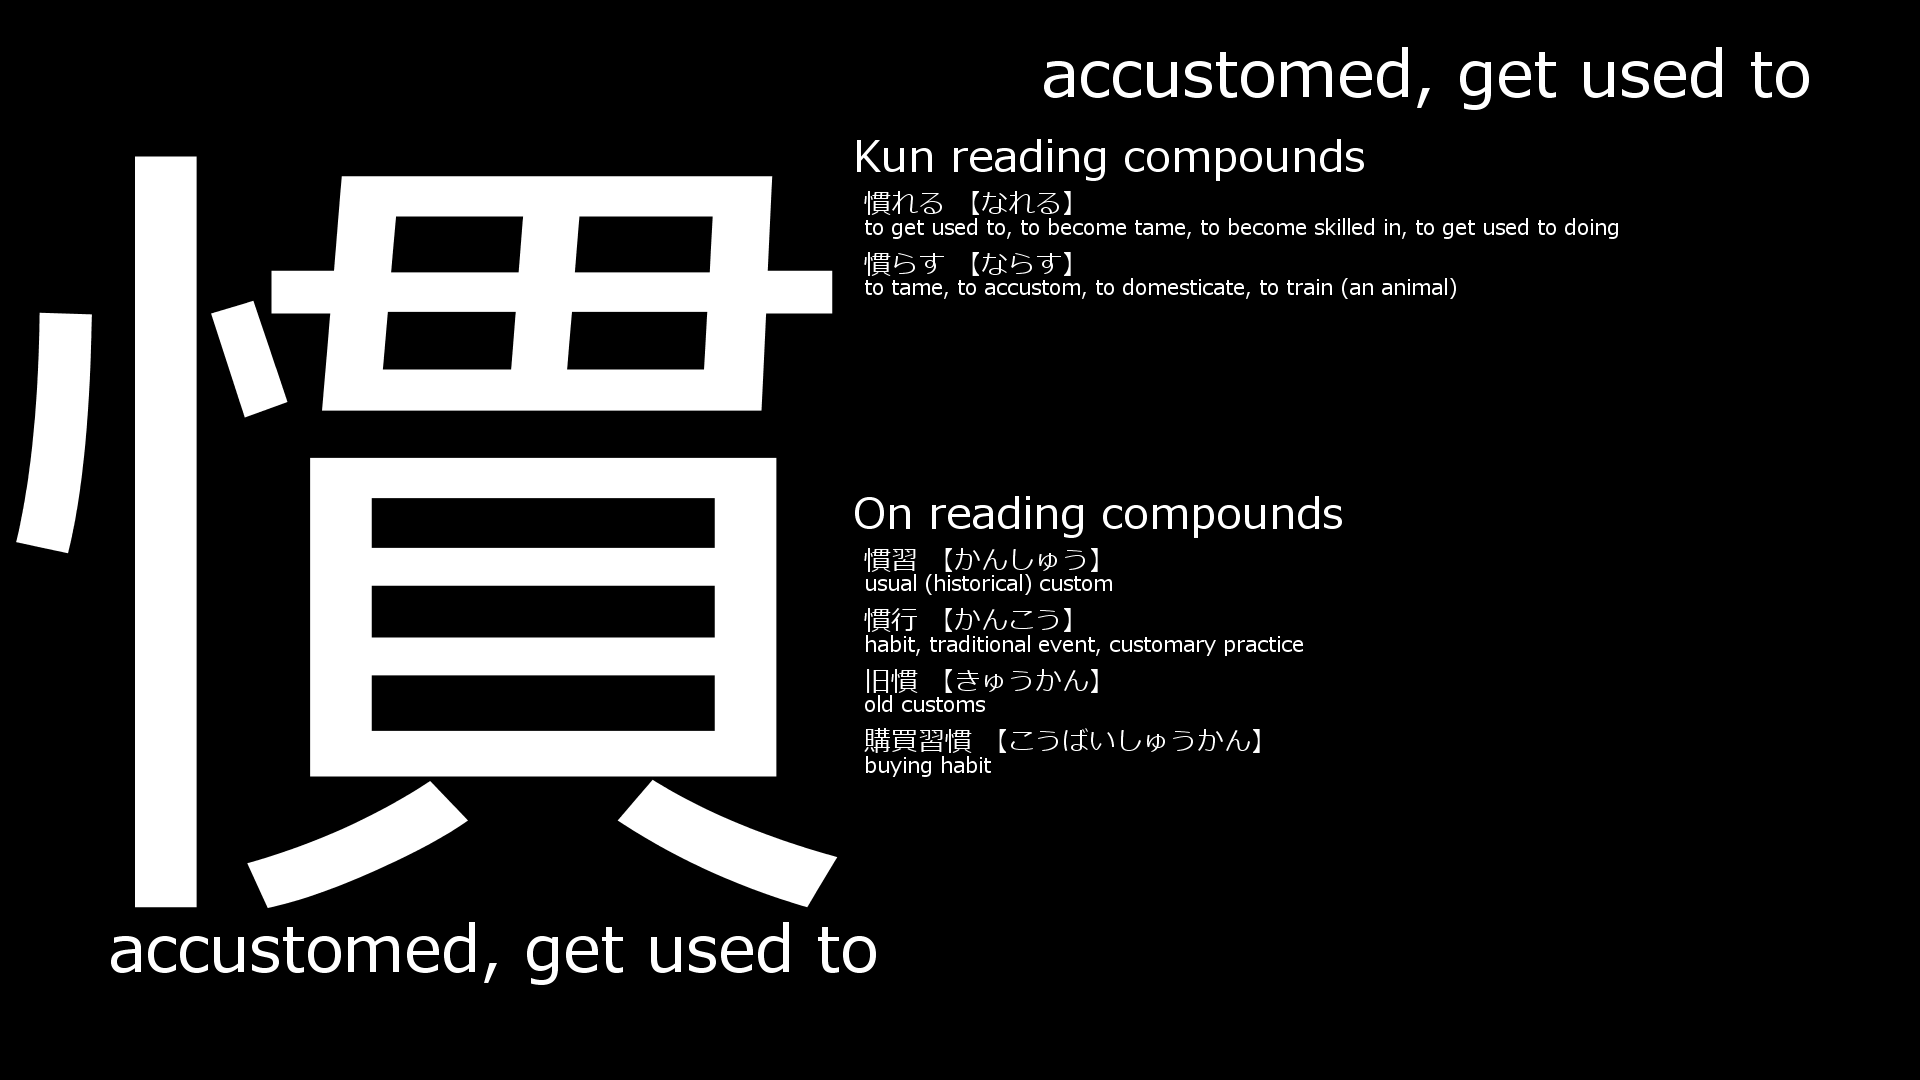 accustomed, get used to
慣
Kun reading compounds
慣れる 【なれる】
to get used to, to become tame, to become skilled in, to get used to doing
慣らす 【ならす】
to tame, to accustom, to domesticate, to train (an animal)
On reading compounds
慣習 【かんしゅう】
usual (historical) custom
慣行 【かんこう】
habit, traditional event, customary practice
旧慣 【きゅうかん】
old customs
購買習慣 【こうばいしゅうかん】
buying habit
accustomed, get used to